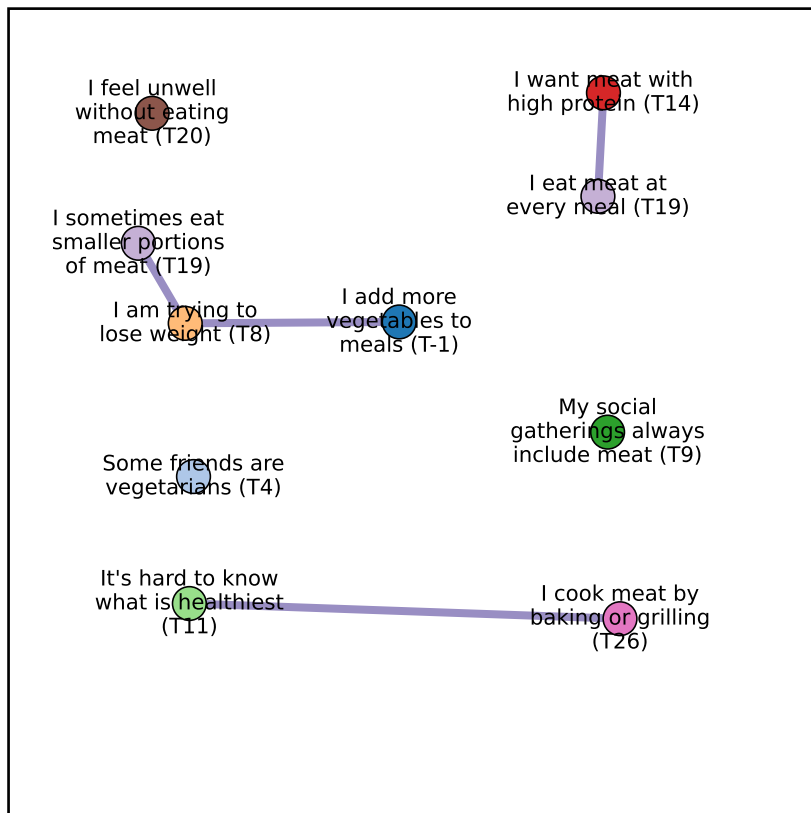 I feel unwell
without eating
meat (T20)
I want meat with
high protein (T14)
I eat meat at
every meal (T19)
I sometimes eat
smaller portions
of meat (T19)
I am trying to
lose weight (T8)
I add more
vegetables to
meals (T-1)
My social
gatherings always
include meat (T9)
Some friends are
vegetarians (T4)
It's hard to know
what is healthiest
(T11)
I cook meat by
baking or grilling
(T26)